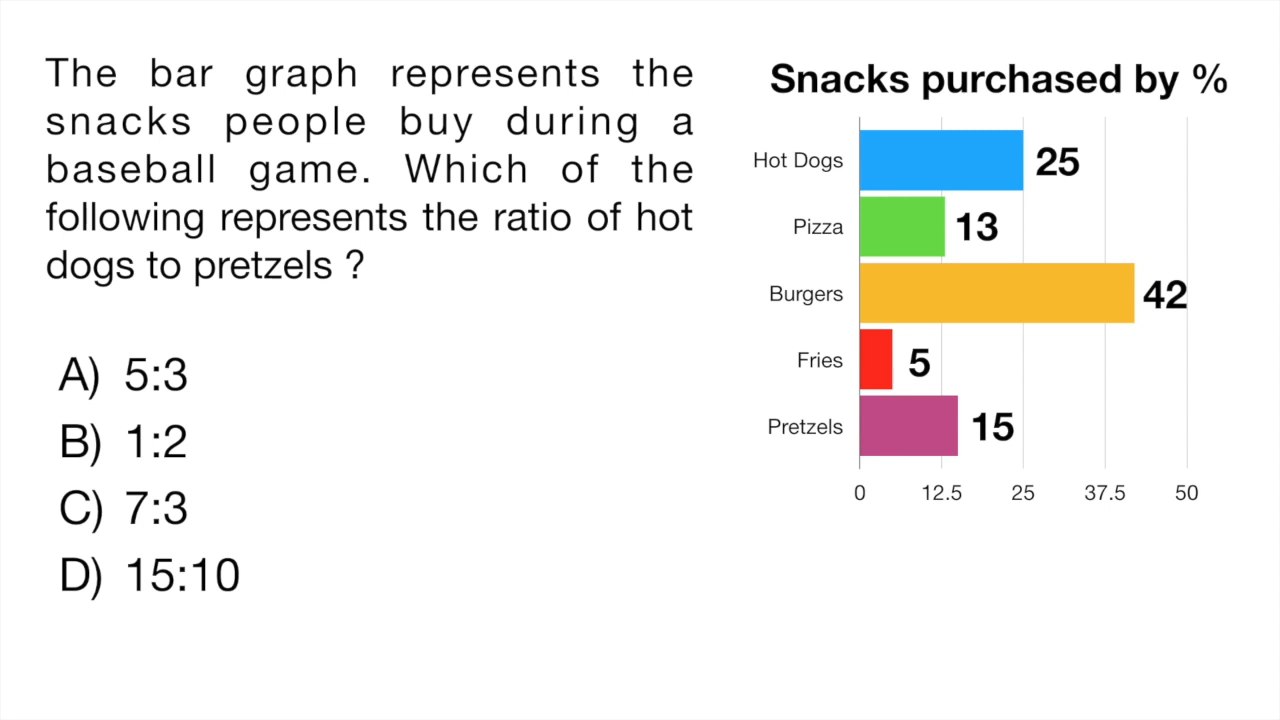 The bar graph represents the
snacks people buy during a
baseball game. Which of the
following represents the ratio of hot
dogs to pretzels ?
A) 5:3
B) 1:2
C) 7:3
D) 15:10
Snacks purchased by %
Hot Dogs 25
Pizza 13
Burgers 42
Fries 5
Pretzels 15
0 12.5 25 37.5 50